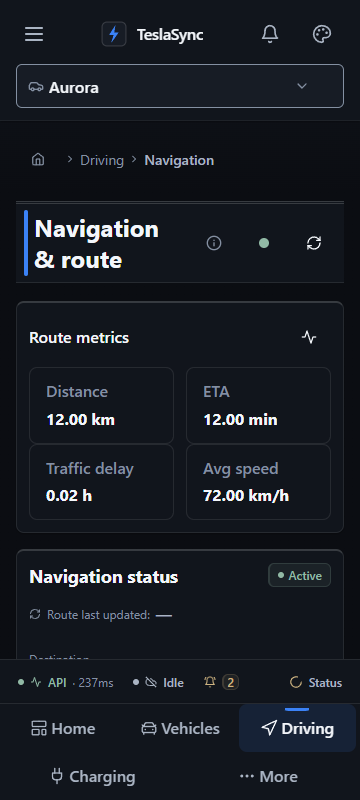 TeslaSync
Aurora
Driving
Navigation
Navigation
& route
Route metrics
Distance
12.00 km
ETA
12.00 min
Traffic delay
0.02 h
Avg speed
72.00 km/h
Navigation status
Active
Route last updated: —
Destination
API · 237ms
Idle
2
Status
Home
Vehicles
Driving
Charging
More